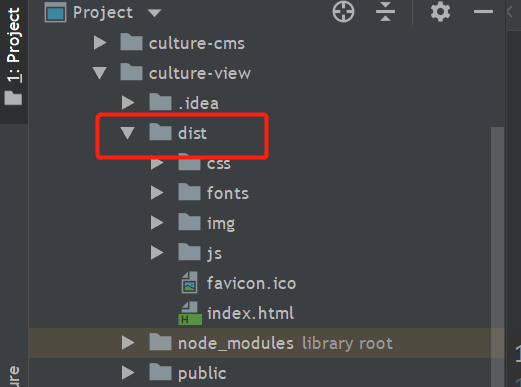 Project
1: Project
culture-cms
culture-view
.idea
dist
css
fonts
img
js
favicon.ico
H
index.html
node_modules library root
public